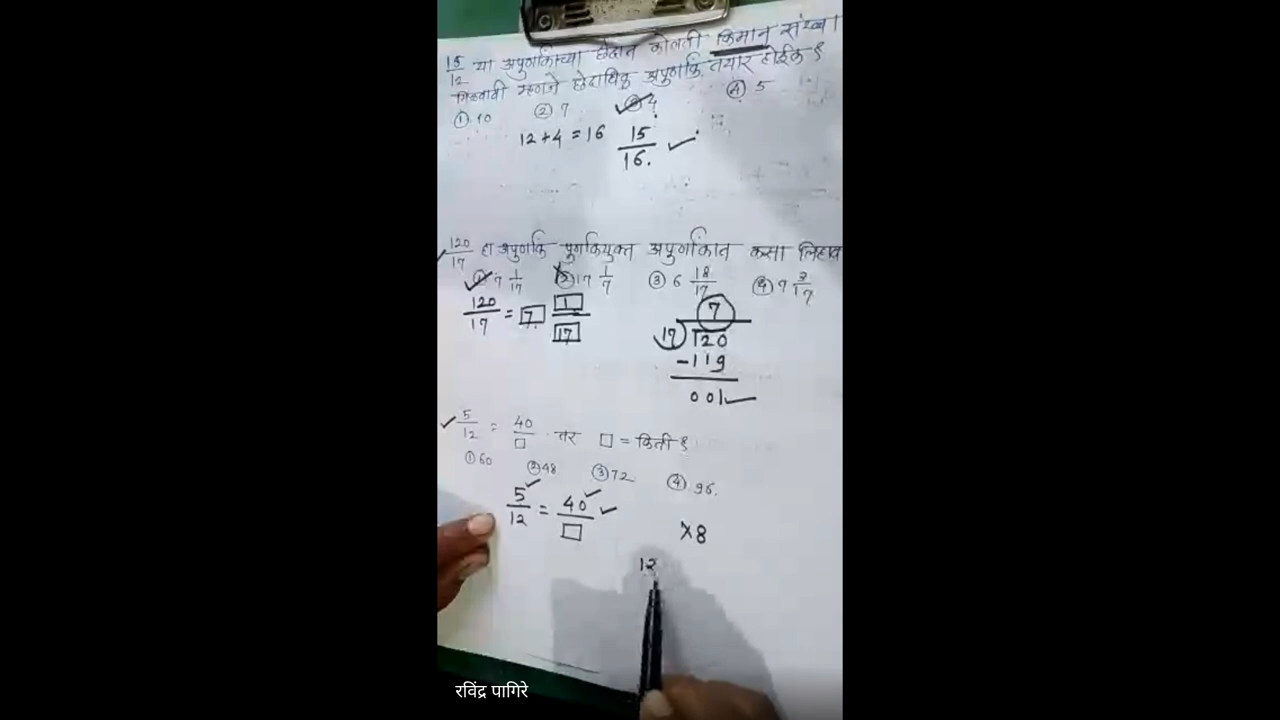 15/12 या अपुर्णांकाच्या छेदात कोणती किमान संख्या
मिळवावी म्हणजे छेदाधिक अपुर्णांक तयार होईल ?
① 10 ② 7 ③ 4 ④ 5
12+4 = 16 15/16.
120/17 हा अपुर्णांक पुर्णांकयुक्त अपुर्णांकात कसा लिहाल
① 7 1/17 ② 17 1/7 ③ 6 18/17 ④ 7 3/17
120/17 = 7 1/17
7
17 120
-119
001
5/12 = 40/□ तर □ = किती ?
① 60 ② 48 ③ 72 ④ 96.
5/12 = 40/□
×8
12
रविंद्र पागिरे